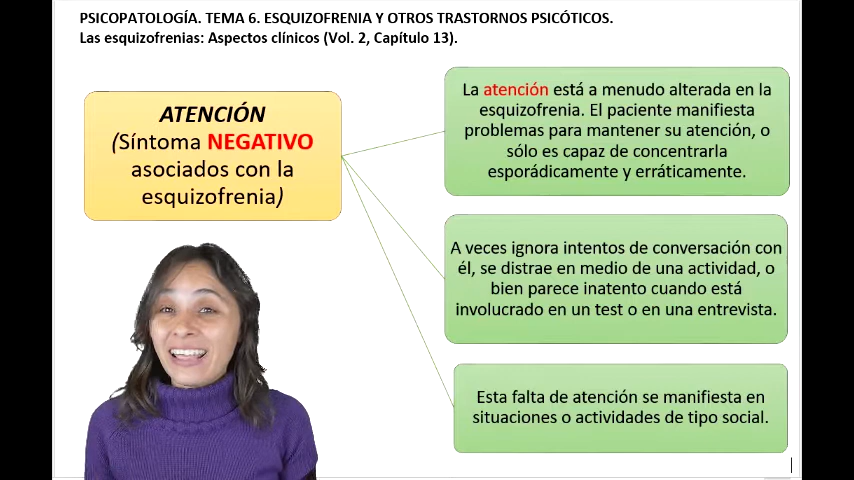 PSICOPATOLOGÍA. TEMA 6. ESQUIZOFRENIA Y OTROS TRASTORNOS PSICÓTICOS.
Las esquizofrenias: Aspectos clínicos (Vol. 2, Capítulo 13).
ATENCIÓN
(Síntoma NEGATIVO
asociados con la
esquizofrenia)
La atención está a menudo alterada en la
esquizofrenia. El paciente manifiesta
problemas para mantener su atención, o
sólo es capaz de concentrarla
esporádicamente y erráticamente.
A veces ignora intentos de conversación con
él, se distrae en medio de una actividad, o
bien parece inatento cuando está
involucrado en un test o en una entrevista.
Esta falta de atención se manifiesta en
situaciones o actividades de tipo social.